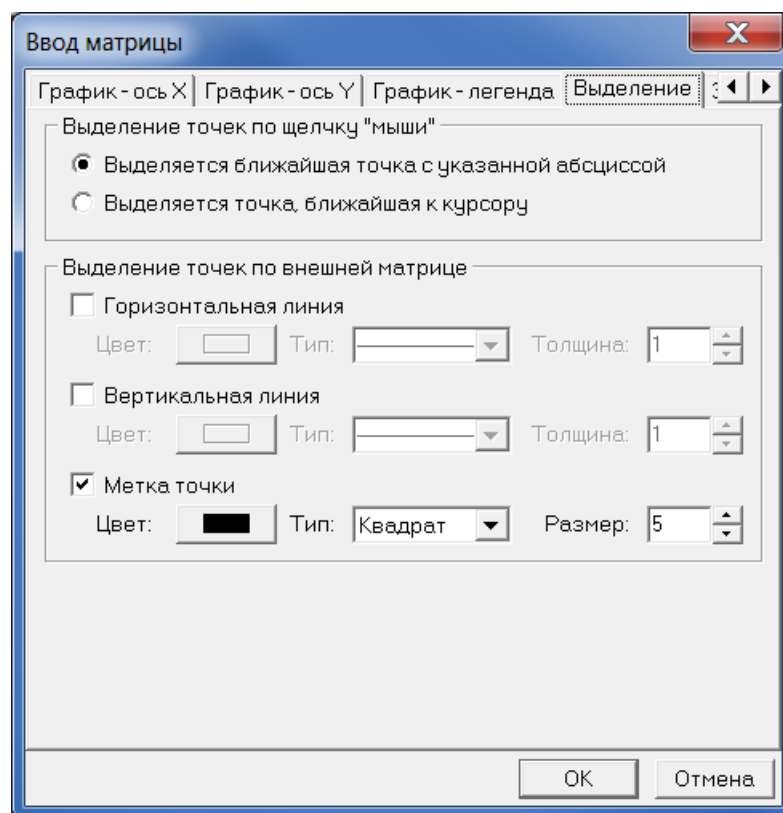 Ввод матрицы
График - ось X График - ось Y График - легенда Выделение
Выделение точек по щелчку "мыши"
Выделяется ближайшая точка с указанной абсциссой
Выделяется точка, ближайшая к курсору
Выделение точек по внешней матрице
Горизонтальная линия
Цвет: Тип: Толщина: 1
Вертикальная линия
Цвет: Тип: Толщина: 1
Метка точки
Цвет: Тип: Квадрат Размер: 5
OK Отмена